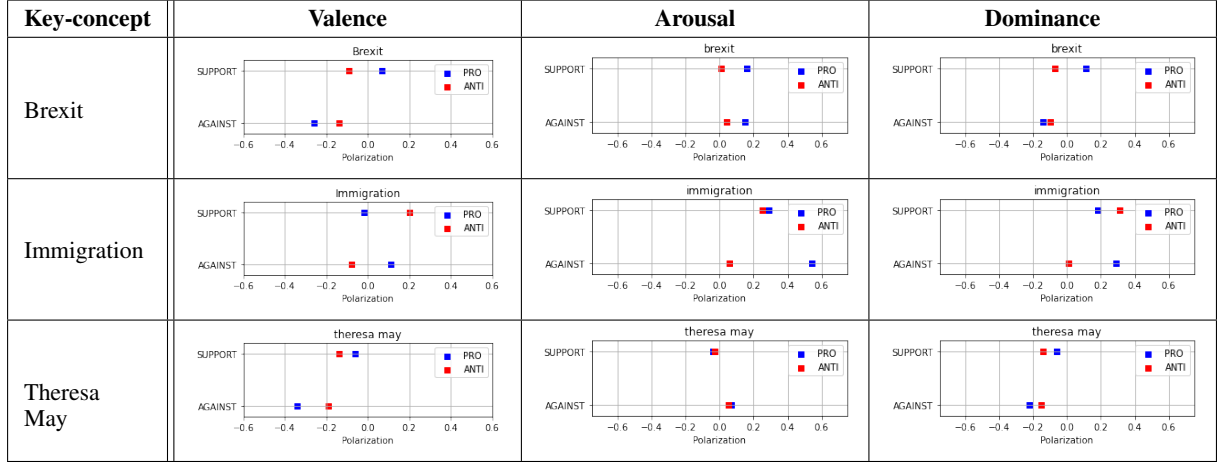 Key-concept Valence Arousal Dominance
Brexit
Brexit
SUPPORT
AGAINST
PRO
ANTI
−0.6 −0.4 −0.2 0.0 0.2 0.4 0.6
Polarization
brexit
SUPPORT
AGAINST
PRO
ANTI
−0.6 −0.4 −0.2 0.0 0.2 0.4 0.6
Polarization
brexit
SUPPORT
AGAINST
PRO
ANTI
−0.6 −0.4 −0.2 0.0 0.2 0.4 0.6
Polarization
Immigration
Immigration
SUPPORT
AGAINST
PRO
ANTI
−0.6 −0.4 −0.2 0.0 0.2 0.4 0.6
Polarization
immigration
SUPPORT
AGAINST
PRO
ANTI
−0.6 −0.4 −0.2 0.0 0.2 0.4 0.6
Polarization
immigration
SUPPORT
AGAINST
PRO
ANTI
−0.6 −0.4 −0.2 0.0 0.2 0.4 0.6
Polarization
Theresa
May
theresa may
SUPPORT
AGAINST
PRO
ANTI
−0.6 −0.4 −0.2 0.0 0.2 0.4 0.6
Polarization
theresa may
SUPPORT
AGAINST
PRO
ANTI
−0.6 −0.4 −0.2 0.0 0.2 0.4 0.6
Polarization
theresa may
SUPPORT
AGAINST
PRO
ANTI
−0.6 −0.4 −0.2 0.0 0.2 0.4 0.6
Polarization